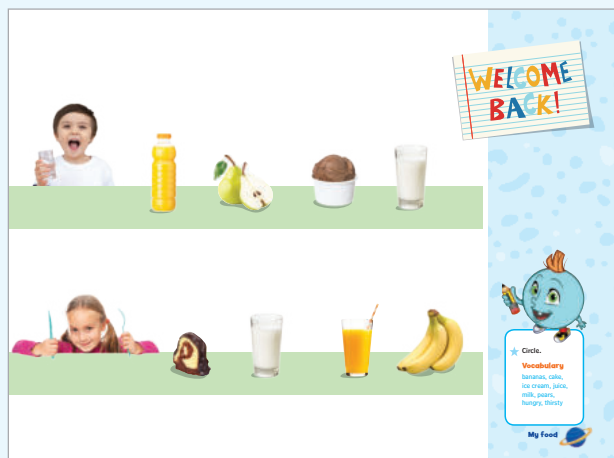 WELCOME
BACK!
Circle.
Vocabulary
bananas, cake,
ice cream, juice,
milk, pears,
hungry, thirsty
My food